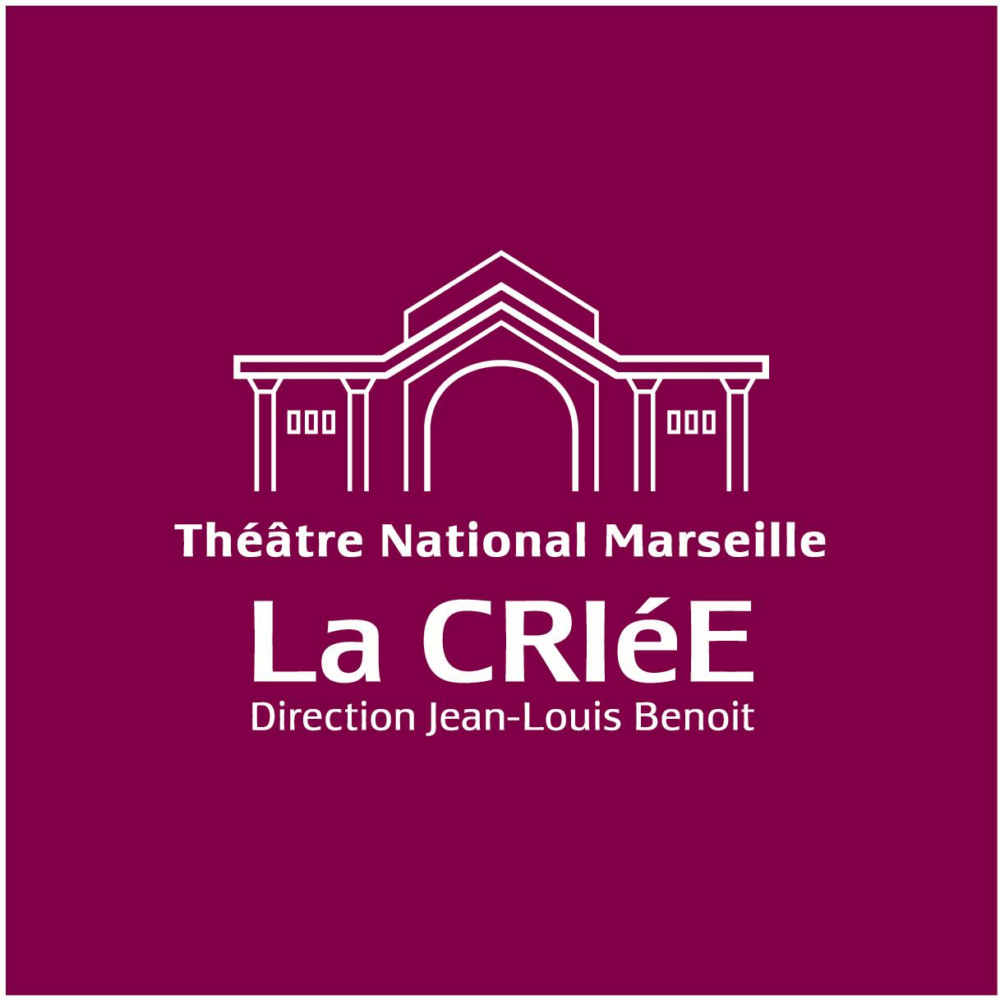 Théâtre National Marseille
La CRIéE
Direction Jean-Louis Benoit